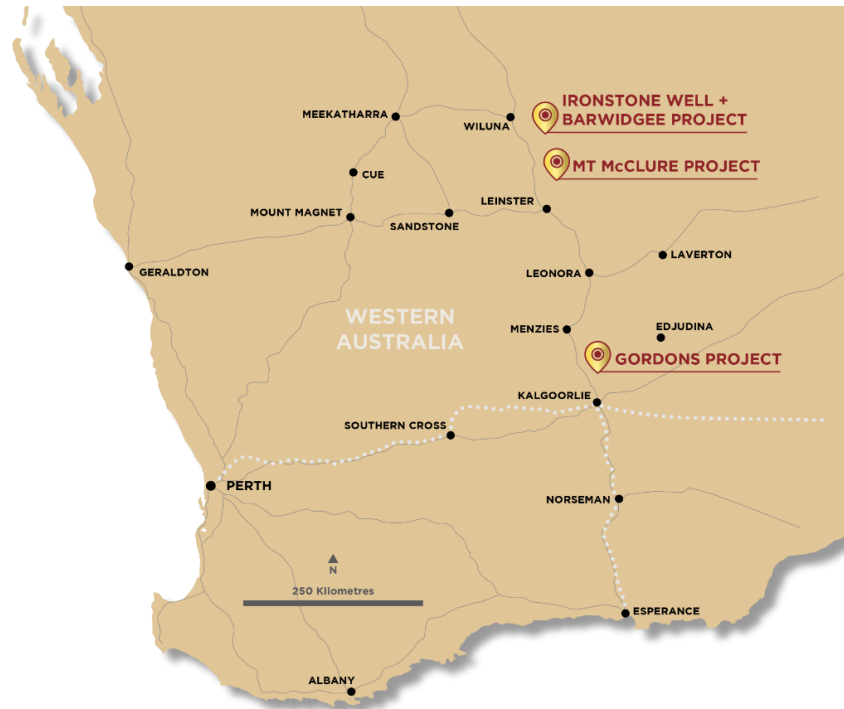 IRONSTONE WELL +
BARWIDGEE PROJECT
MEEKATHARRA
WILUNA
MT McCLURE PROJECT
CUE
LEINSTER
MOUNT MAGNET
SANDSTONE
LAVERTON
GERALDTON
LEONORA
WESTERN
AUSTRALIA
MENZIES
EDJUDINA
GORDONS PROJECT
KALGOORLIE
SOUTHERN CROSS
PERTH
NORSEMAN
N
250 Kilometres
ESPERANCE
ALBANY